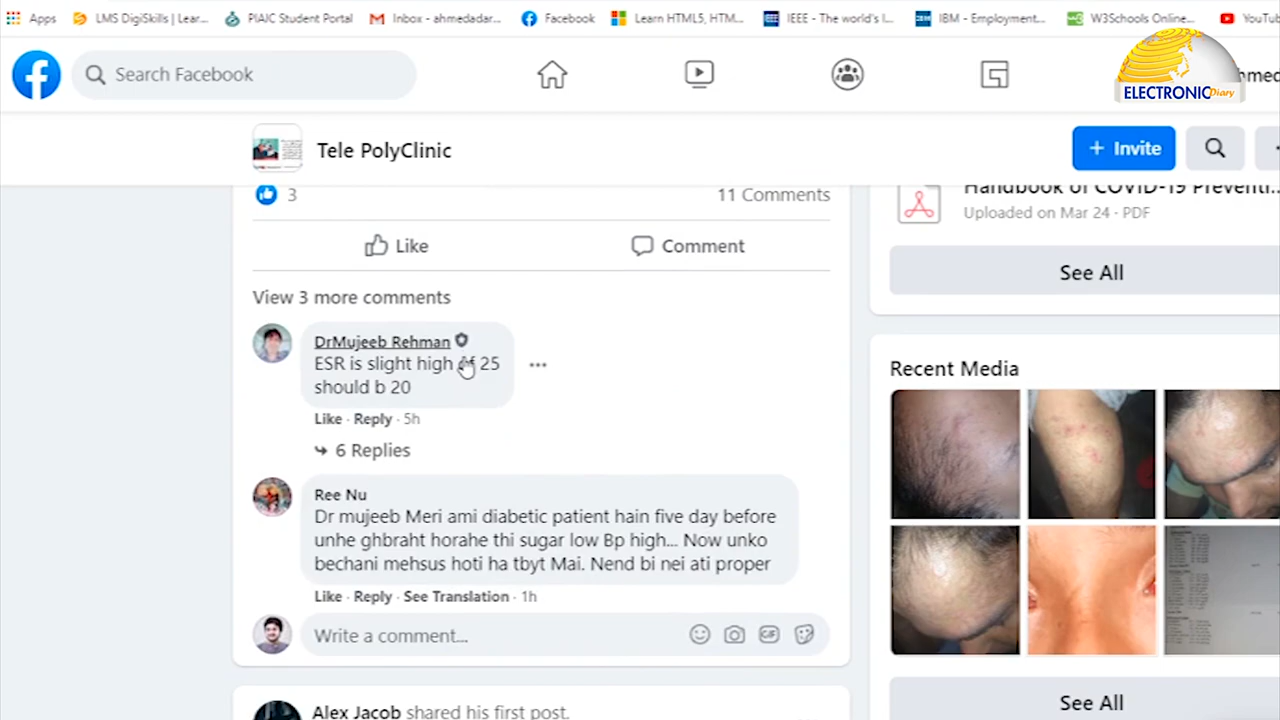 Apps
LMS DigiSkills | Lear...
PIAIC Student Portal
Inbox - ahmedadar...
Facebook
Learn HTML5, HTM...
IEEE - The world's l...
IBM - Employment...
W3Schools Online...
YouTub
Search Facebook
ELECTRONIC Diary
hmed
Tele PolyClinic
+ Invite
3
11 Comments
Handbook of COVID-19 Preventi...
Uploaded on Mar 24 · PDF
Like
Comment
See All
View 3 more comments
DrMujeeb Rehman
ESR is slight high of 25
should b 20
Like · Reply · 5h
6 Replies
Ree Nu
Dr mujeeb Meri ami diabetic patient hain five day before
unhe ghbraht horahe thi sugar low Bp high... Now unko
bechani mehsus hoti ha tbyt Mai. Nend bi nei ati proper
Like · Reply · See Translation · 1h
Write a comment...
GIF
Alex Jacob shared his first post.
Recent Media
See All